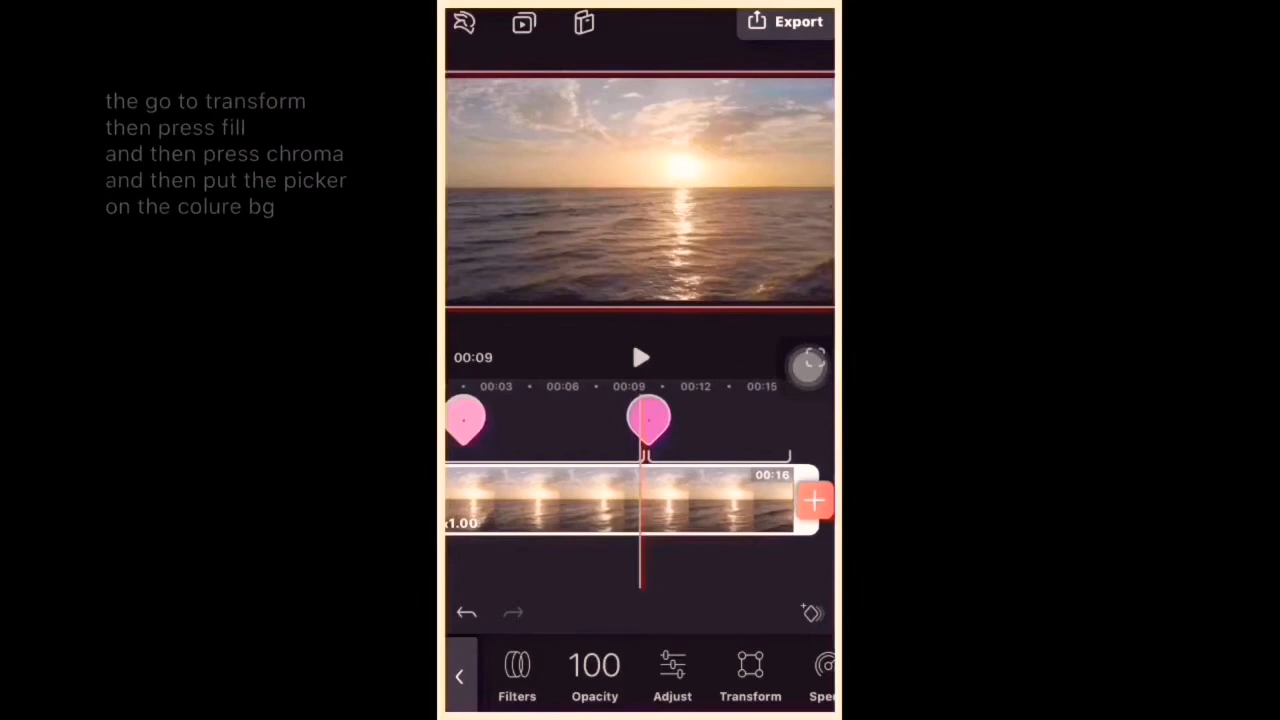 the go to transform
then press fill
and then press chroma
and then put the picker
on the colure bg
Export
00:09
00:03 00:06 00:09 00:12 00:15
00:16
x1.00
100
Filters Opacity Adjust Transform Spe